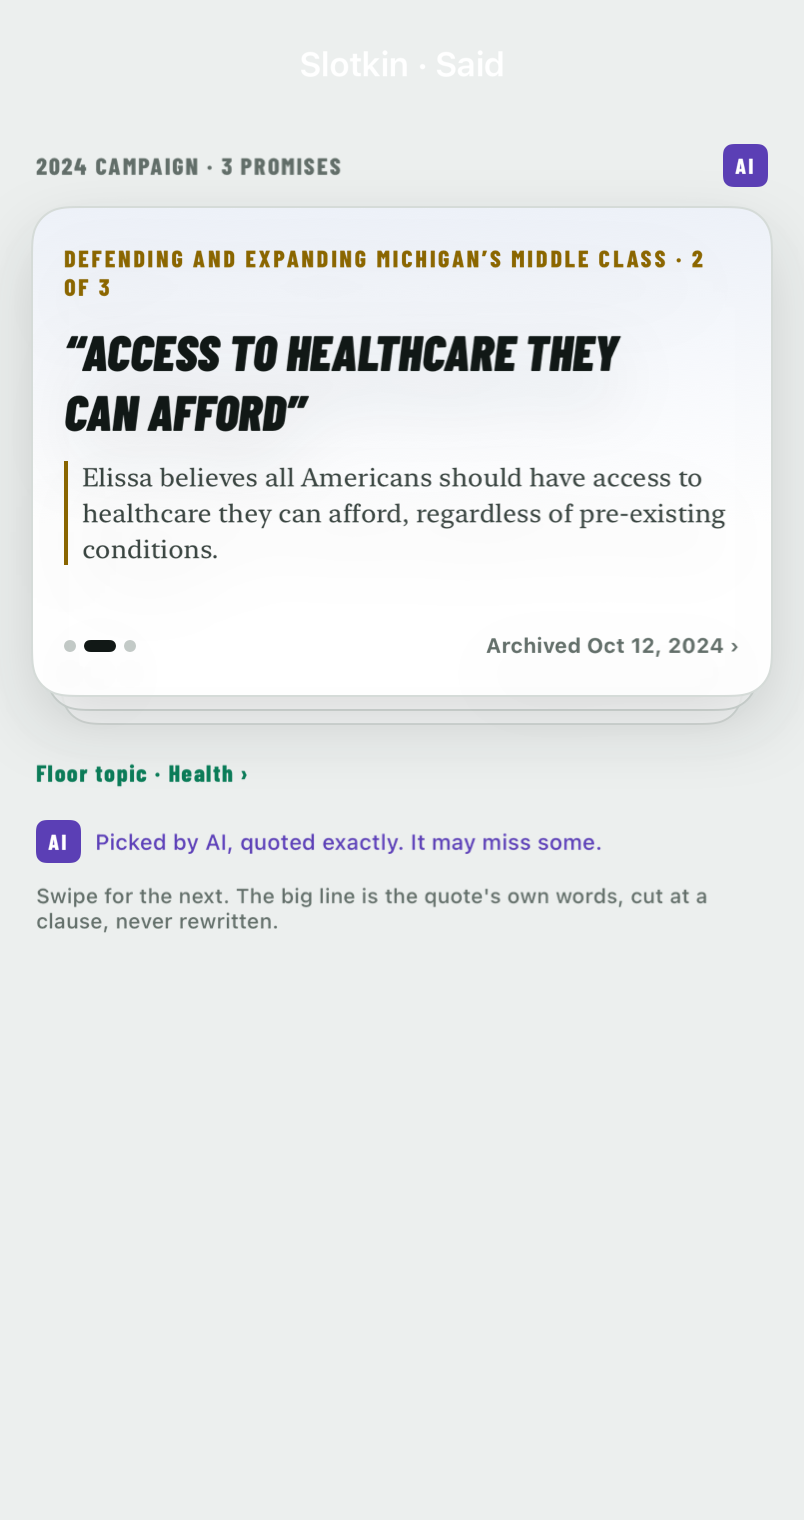 Slotkin · Said
2024 CAMPAIGN · 3 PROMISES
AI
DEFENDING AND EXPANDING MICHIGAN’S MIDDLE CLASS · 2
OF 3
“ACCESS TO HEALTHCARE THEY
CAN AFFORD”
Elissa believes all Americans should have access to
healthcare they can afford, regardless of pre-existing
conditions.
Archived Oct 12, 2024 ›
Floor topic · Health ›
AI Picked by AI, quoted exactly. It may miss some.
Swipe for the next. The big line is the quote's own words, cut at a
clause, never rewritten.